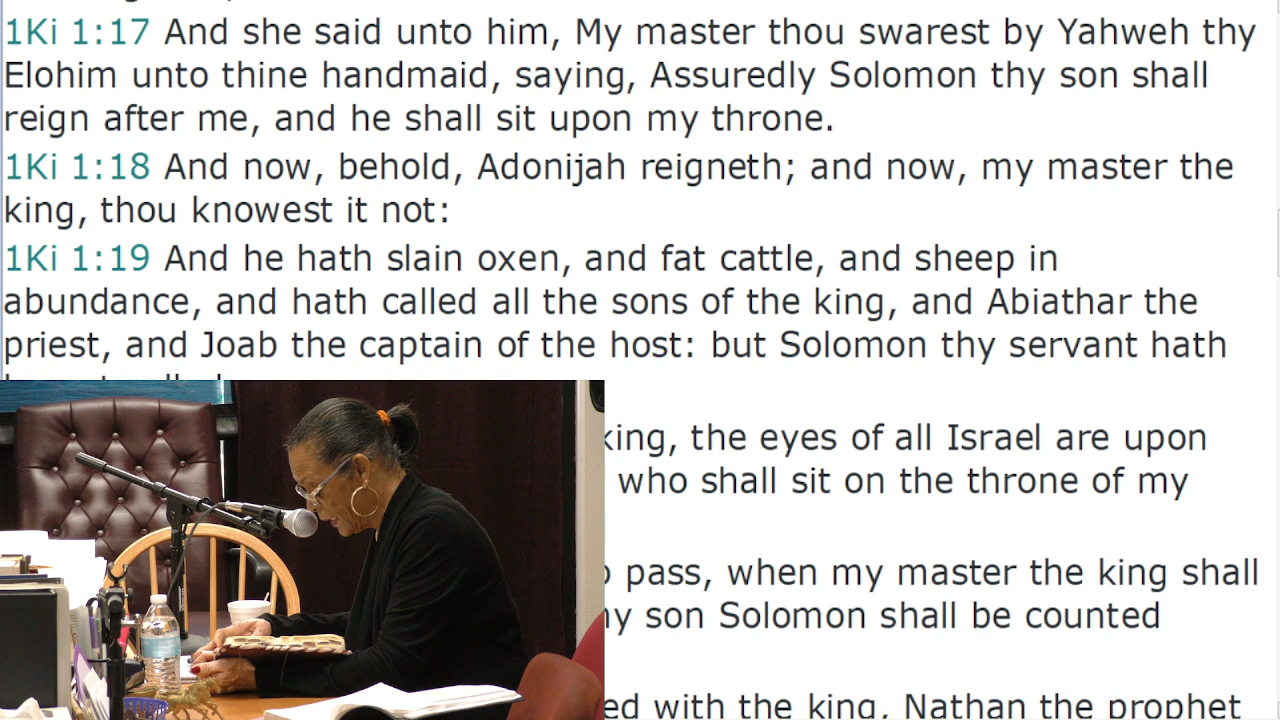 1Ki 1:17 And she said unto him, My master thou swarest by Yahweh thy
Elohim unto thine handmaid, saying, Assuredly Solomon thy son shall
reign after me, and he shall sit upon my throne.
1Ki 1:18 And now, behold, Adonijah reigneth; and now, my master the
king, thou knowest it not:
1Ki 1:19 And he hath slain oxen, and fat cattle, and sheep in
abundance, and hath called all the sons of the king, and Abiathar the
priest, and Joab the captain of the host: but Solomon thy servant hath
king, the eyes of all Israel are upon
who shall sit on the throne of my
pass, when my master the king shall
son Solomon shall be counted
with the king, Nathan the prophet